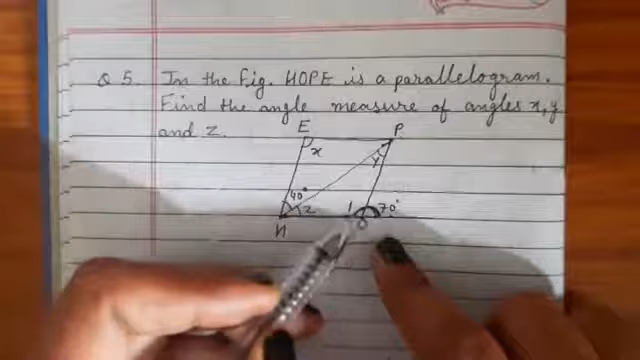 Q 5. In the Fig. HOPE is a parallelogram.
Find the angle measure of angles x, y
and z.
E P
x
y
40°
z 1 70°
H O